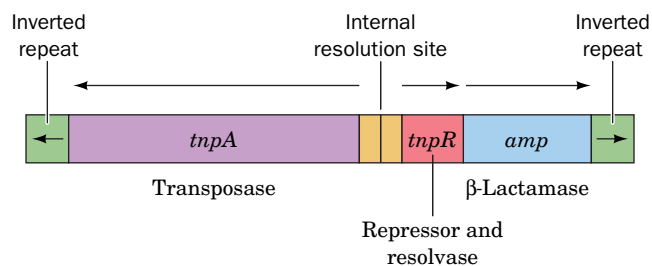 Inverted
repeat
Internal
resolution site
Inverted
repeat
tnpA
tnpR
amp
Transposase
β-Lactamase
Repressor and
resolvase